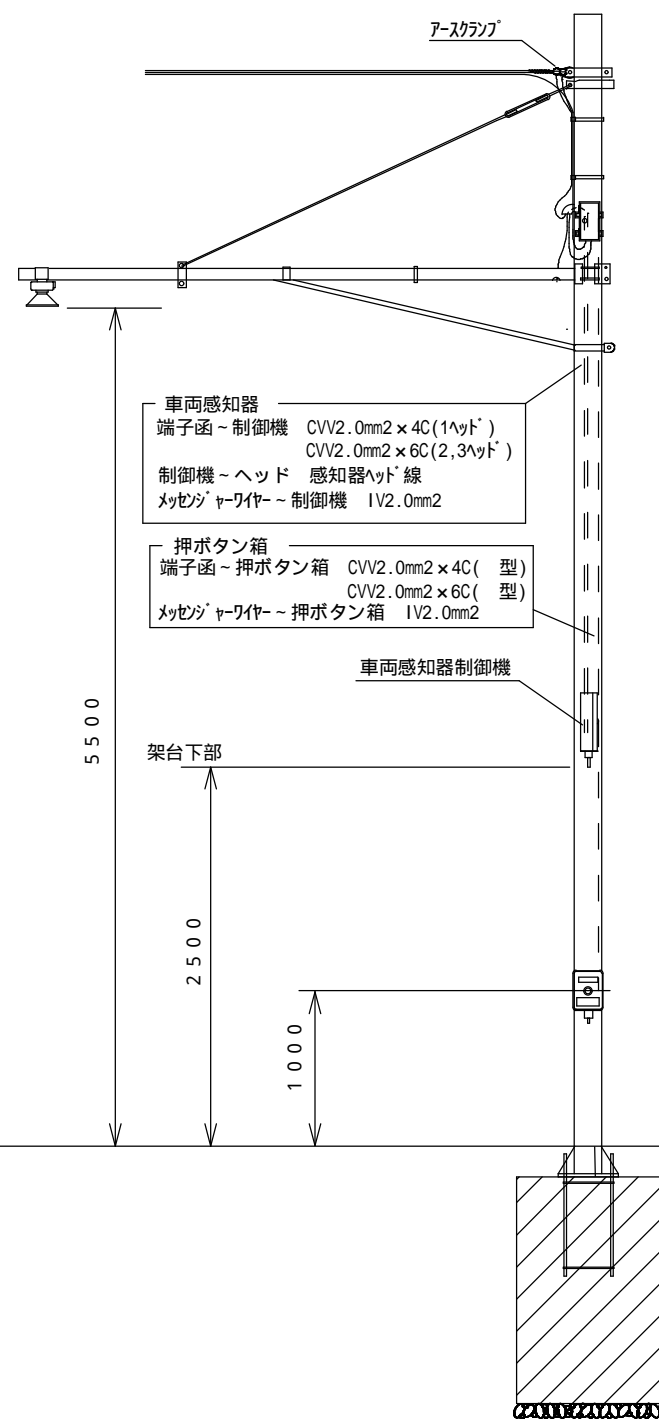 アースクランプ
車両感知器
端子函~制御機 CVV2.0mm2×4C(1ヘッド)
CVV2.0mm2×6C(2,3ヘッド)
制御機~ヘッド 感知器ヘッド線
メッセンジャーワイヤー~制御機 IV2.0mm2
押ボタン箱
端子函~押ボタン箱 CVV2.0mm2×4C( 型)
CVV2.0mm2×6C( 型)
メッセンジャーワイヤー~押ボタン箱 IV2.0mm2
車両感知器制御機
架台下部
5500
2500
1000